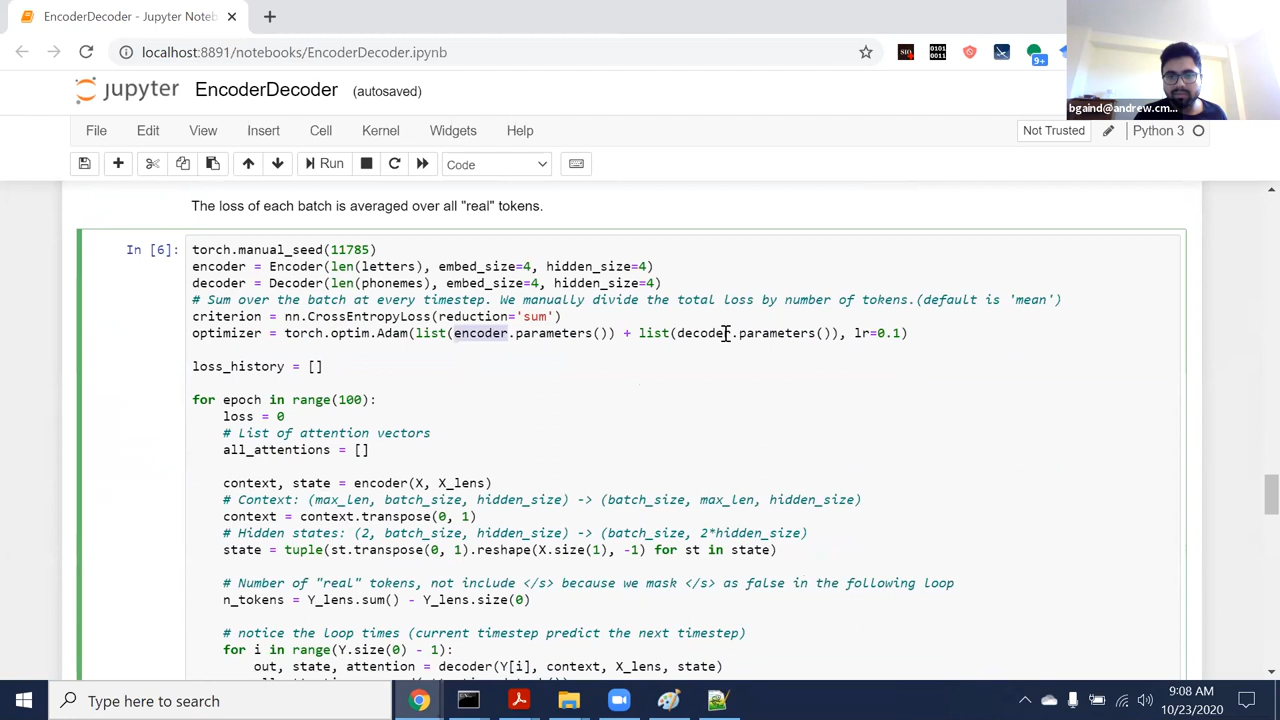 EncoderDecoder - Jupyter Noteb
localhost:8891/notebooks/EncoderDecoder.ipynb
9+
bgaind@andrew.cm...
jupyter EncoderDecoder (autosaved)
File Edit View Insert Cell Kernel Widgets Help
Not Trusted Python 3
Run Code
The loss of each batch is averaged over all "real" tokens.
In [6]:
torch.manual_seed(11785)
encoder = Encoder(len(letters), embed_size=4, hidden_size=4)
decoder = Decoder(len(phonemes), embed_size=4, hidden_size=4)
# Sum over the batch at every timestep. We manually divide the total loss by number of tokens.(default is 'mean')
criterion = nn.CrossEntropyLoss(reduction='sum')
optimizer = torch.optim.Adam(list(encoder.parameters()) + list(decoder.parameters()), lr=0.1)
loss_history = []
for epoch in range(100):
loss = 0
# List of attention vectors
all_attentions = []
context, state = encoder(X, X_lens)
# Context: (max_len, batch_size, hidden_size) -> (batch_size, max_len, hidden_size)
context = context.transpose(0, 1)
# Hidden states: (2, batch_size, hidden_size) -> (batch_size, 2*hidden_size)
state = tuple(st.transpose(0, 1).reshape(X.size(1), -1) for st in state)
# Number of "real" tokens, not include </s> because we mask </s> as false in the following loop
n_tokens = Y_lens.sum() - Y_lens.size(0)
# notice the loop times (current timestep predict the next timestep)
for i in range(Y.size(0) - 1):
out, state, attention = decoder(Y[i], context, X_lens, state)
Type here to search
9:08 AM
10/23/2020